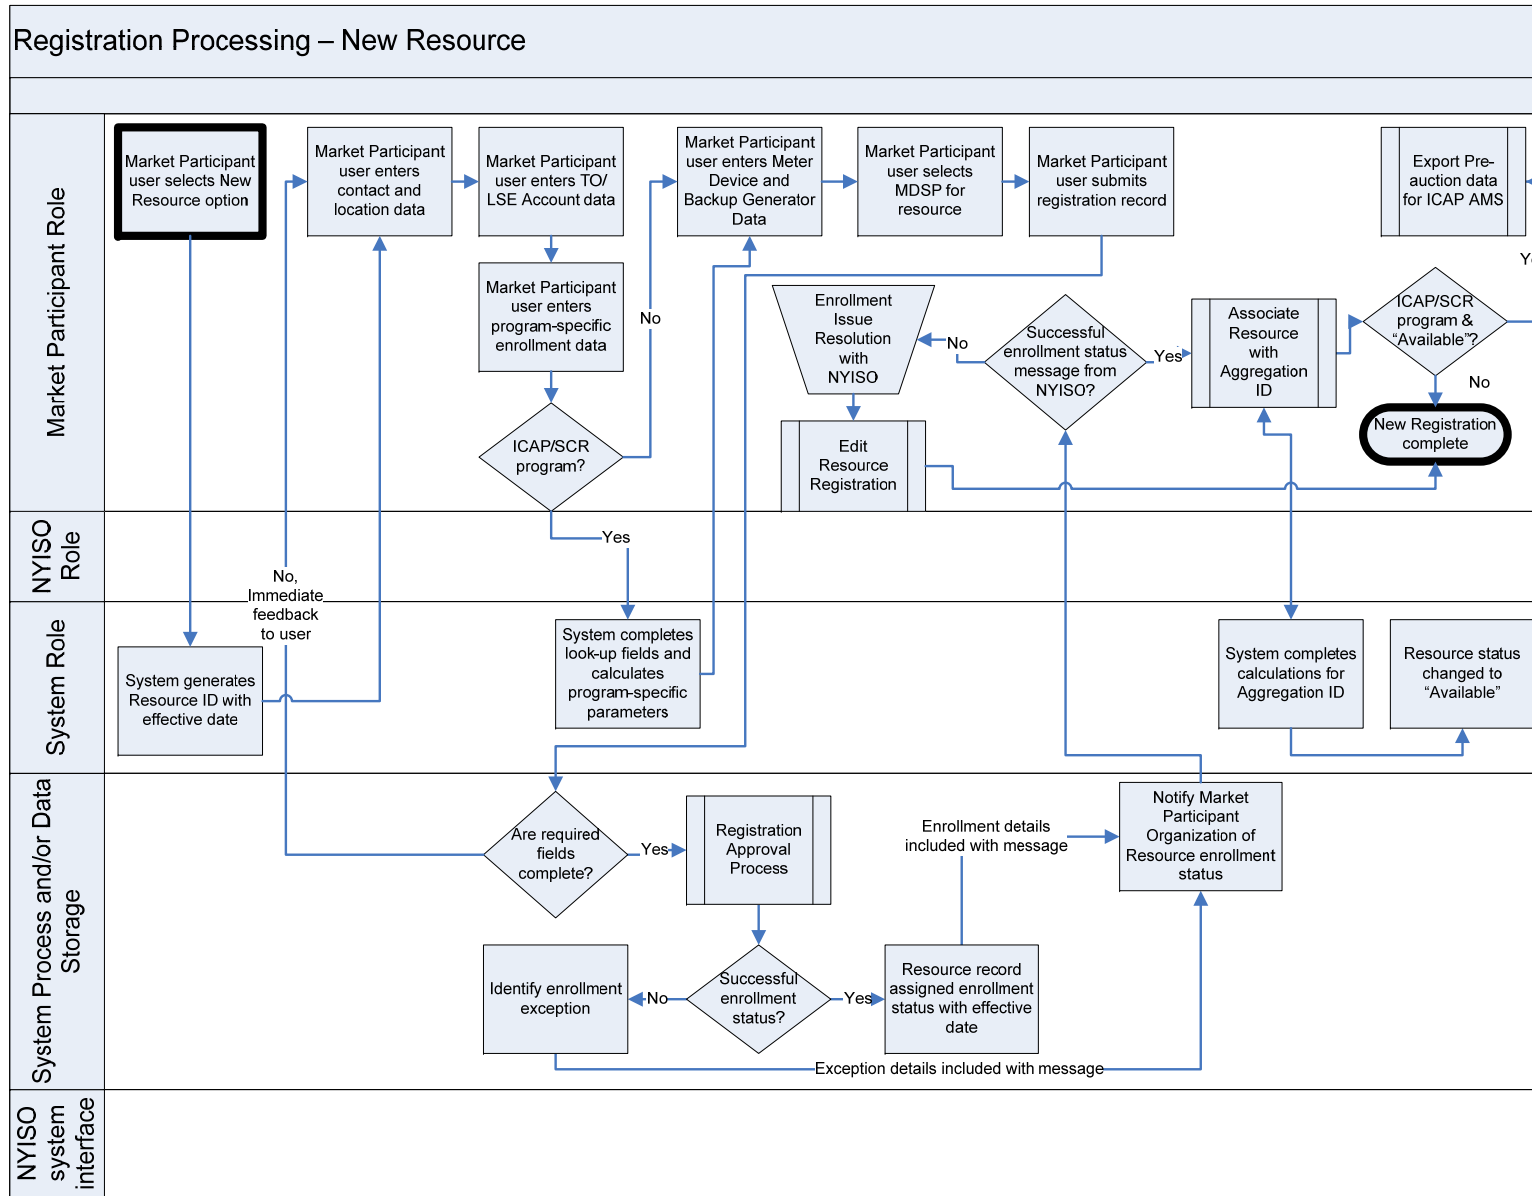 Registration Processing – New Resource
Market Participant Role
Market Participant
user selects New
Resource option
Market Participant
user enters
contact and
location data
Market Participant
user enters TO/
LSE Account data
Market Participant
user enters Meter
Device and
Backup Generator
Data
Market Participant
user selects
MDSP for
resource
Market Participant
user submits
registration record
Export Pre-
auction data
for ICAP AMS
Market Participant
user enters
program-specific
enrollment data
No
Enrollment
Issue
Resolution
with
NYISO
No
Successful
enrollment status
message from
NYISO?
Yes
Associate
Resource
with
Aggregation
ID
ICAP/SCR
program &
“Available”?
No
New Registration
complete
ICAP/SCR
program?
Edit
Resource
Registration
NYISO
Role
Yes
No,
Immediate
feedback
to user
System Role
System generates
Resource ID with
effective date
System completes
look-up fields and
calculates
program-specific
parameters
System completes
calculations for
Aggregation ID
Resource status
changed to
“Available”
System Process and/or Data
Storage
Are required
fields
complete?
Yes
Registration
Approval
Process
Enrollment details
included with message
Notify Market
Participant
Organization of
Resource enrollment
status
Identify enrollment
exception
No
Successful
enrollment
status?
Yes
Resource record
assigned enrollment
status with effective
date
Exception details included with message
NYISO
system
interface